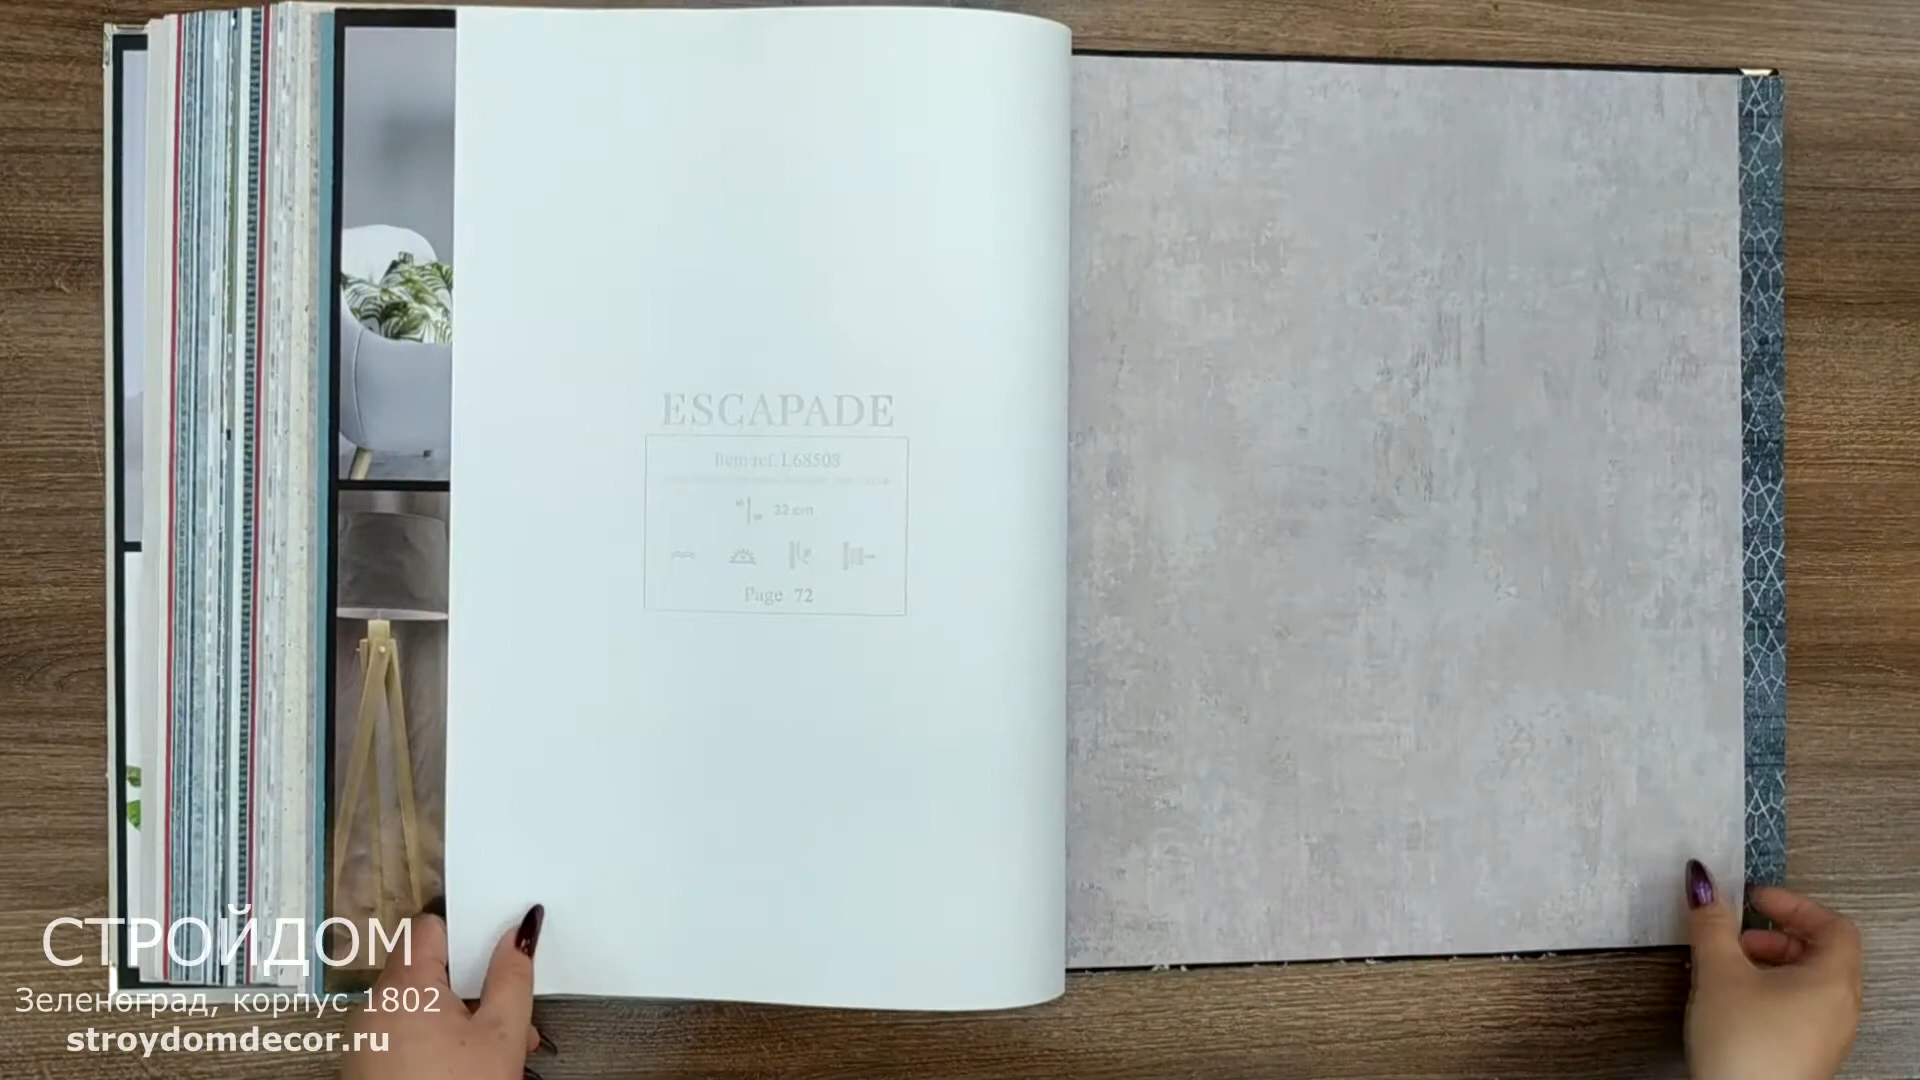 ESCAPADE
Item ref. L68508
32 cm
Page 72
СТРОЙДОМ
Зеленоград, корпус 1802
stroydomdecor.ru